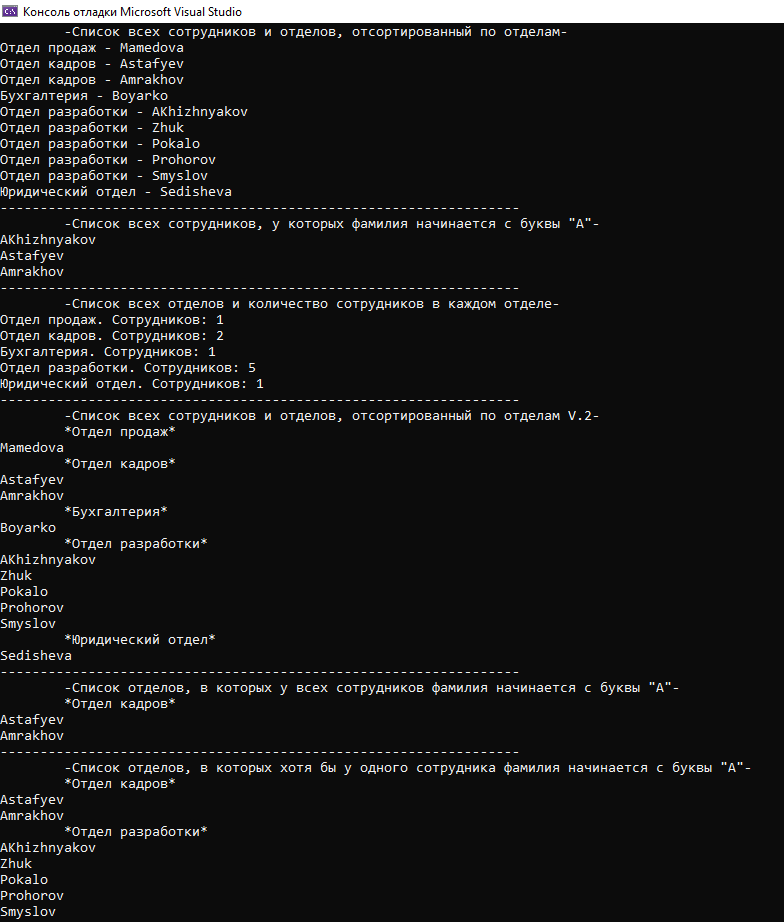 Консоль отладки Microsoft Visual Studio
-Список всех сотрудников и отделов, отсортированный по отделам-
Отдел продаж - Mamedova
Отдел кадров - Astafyev
Отдел кадров - Amrakhov
Бухгалтерия - Boyarko
Отдел разработки - AKhizhnyakov
Отдел разработки - Zhuk
Отдел разработки - Pokalo
Отдел разработки - Prohorov
Отдел разработки - Smyslov
Юридический отдел - Sedisheva
-----------------------------------------------------------------
-Список всех сотрудников, у которых фамилия начинается с буквы "А"-
AKhizhnyakov
Astafyev
Amrakhov
-----------------------------------------------------------------
-Список всех отделов и количество сотрудников в каждом отделе-
Отдел продаж. Сотрудников: 1
Отдел кадров. Сотрудников: 2
Бухгалтерия. Сотрудников: 1
Отдел разработки. Сотрудников: 5
Юридический отдел. Сотрудников: 1
-----------------------------------------------------------------
-Список всех сотрудников и отделов, отсортированный по отделам V.2-
*Отдел продаж*
Mamedova
*Отдел кадров*
Astafyev
Amrakhov
*Бухгалтерия*
Boyarko
*Отдел разработки*
AKhizhnyakov
Zhuk
Pokalo
Prohorov
Smyslov
*Юридический отдел*
Sedisheva
-----------------------------------------------------------------
-Список отделов, в которых у всех сотрудников фамилия начинается с буквы "А"-
*Отдел кадров*
Astafyev
Amrakhov
-----------------------------------------------------------------
-Список отделов, в которых хотя бы у одного сотрудника фамилия начинается с буквы "А"-
*Отдел кадров*
Astafyev
Amrakhov
*Отдел разработки*
AKhizhnyakov
Zhuk
Pokalo
Prohorov
Smyslov